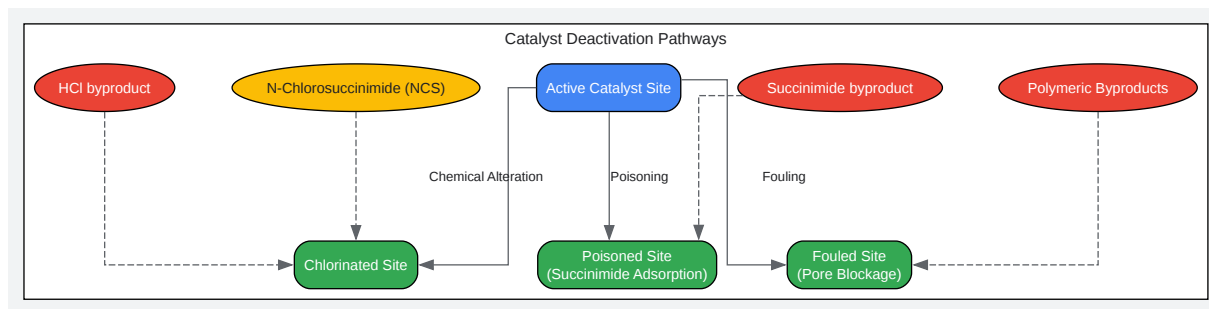 Catalyst Deactivation Pathways
HCl byproduct
N-Chlorosuccinimide (NCS)
Active Catalyst Site
Succinimide byproduct
Polymeric Byproducts
Chemical Alteration
Poisoning
Fouling
Chlorinated Site
Poisoned Site
(Succinimide Adsorption)
Fouled Site
(Pore Blockage)